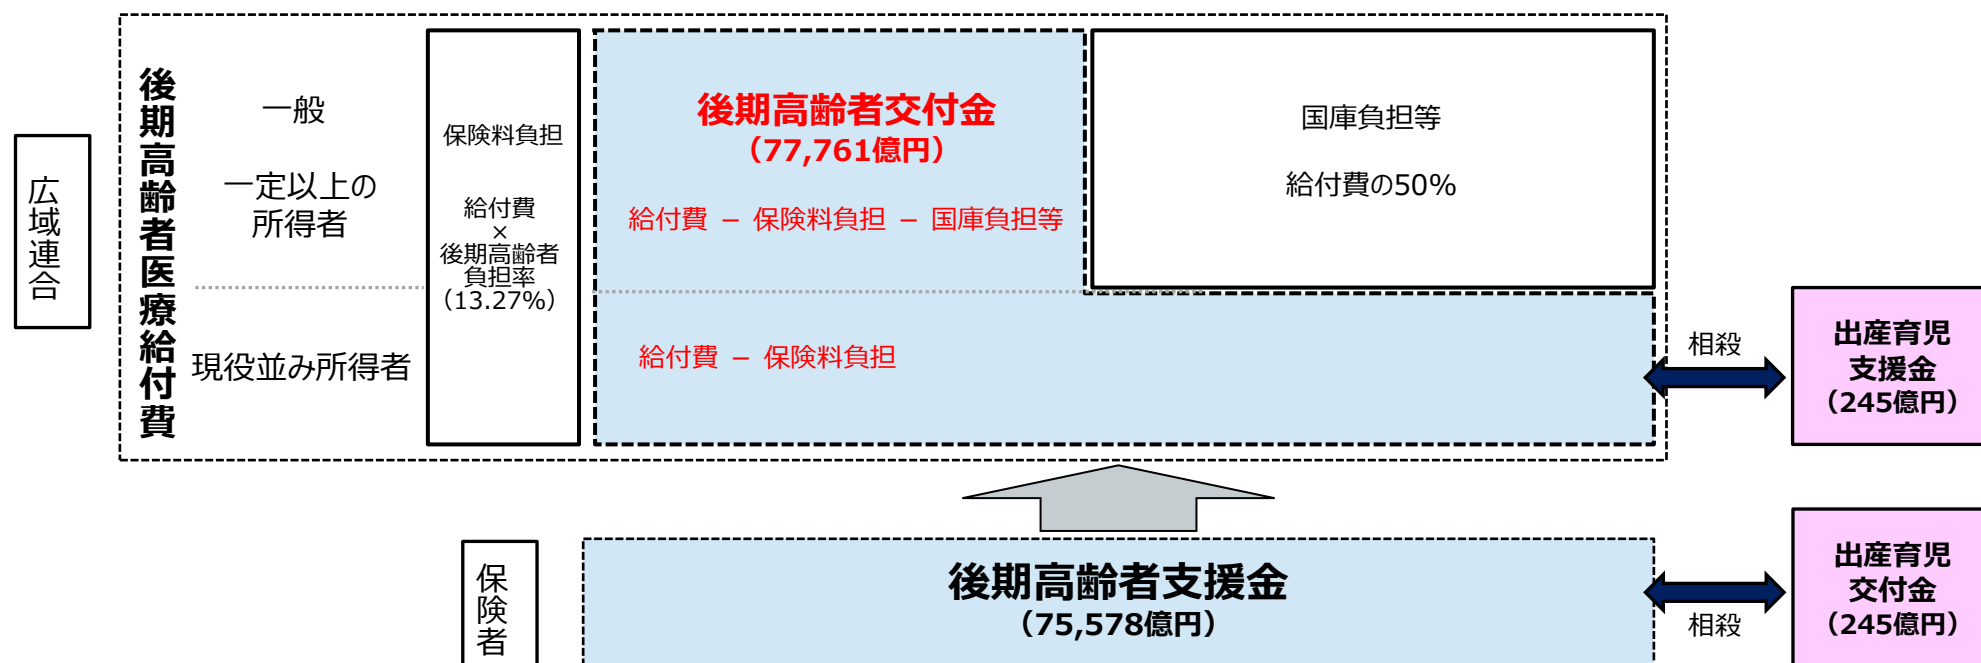 広域連合
後期高齢者医療給付費
一般
一定以上の
所得者
現役並み所得者
保険料負担
給付費
×
後期高齢者
負担率
（13.27%）
後期高齢者交付金
（77,761億円）
給付費 － 保険料負担 － 国庫負担等
給付費 － 保険料負担
国庫負担等
給付費の50%
相殺
出産育児
支援金
（245億円）
保険者
後期高齢者支援金
（75,578億円）
相殺
出産育児
交付金
（245億円）